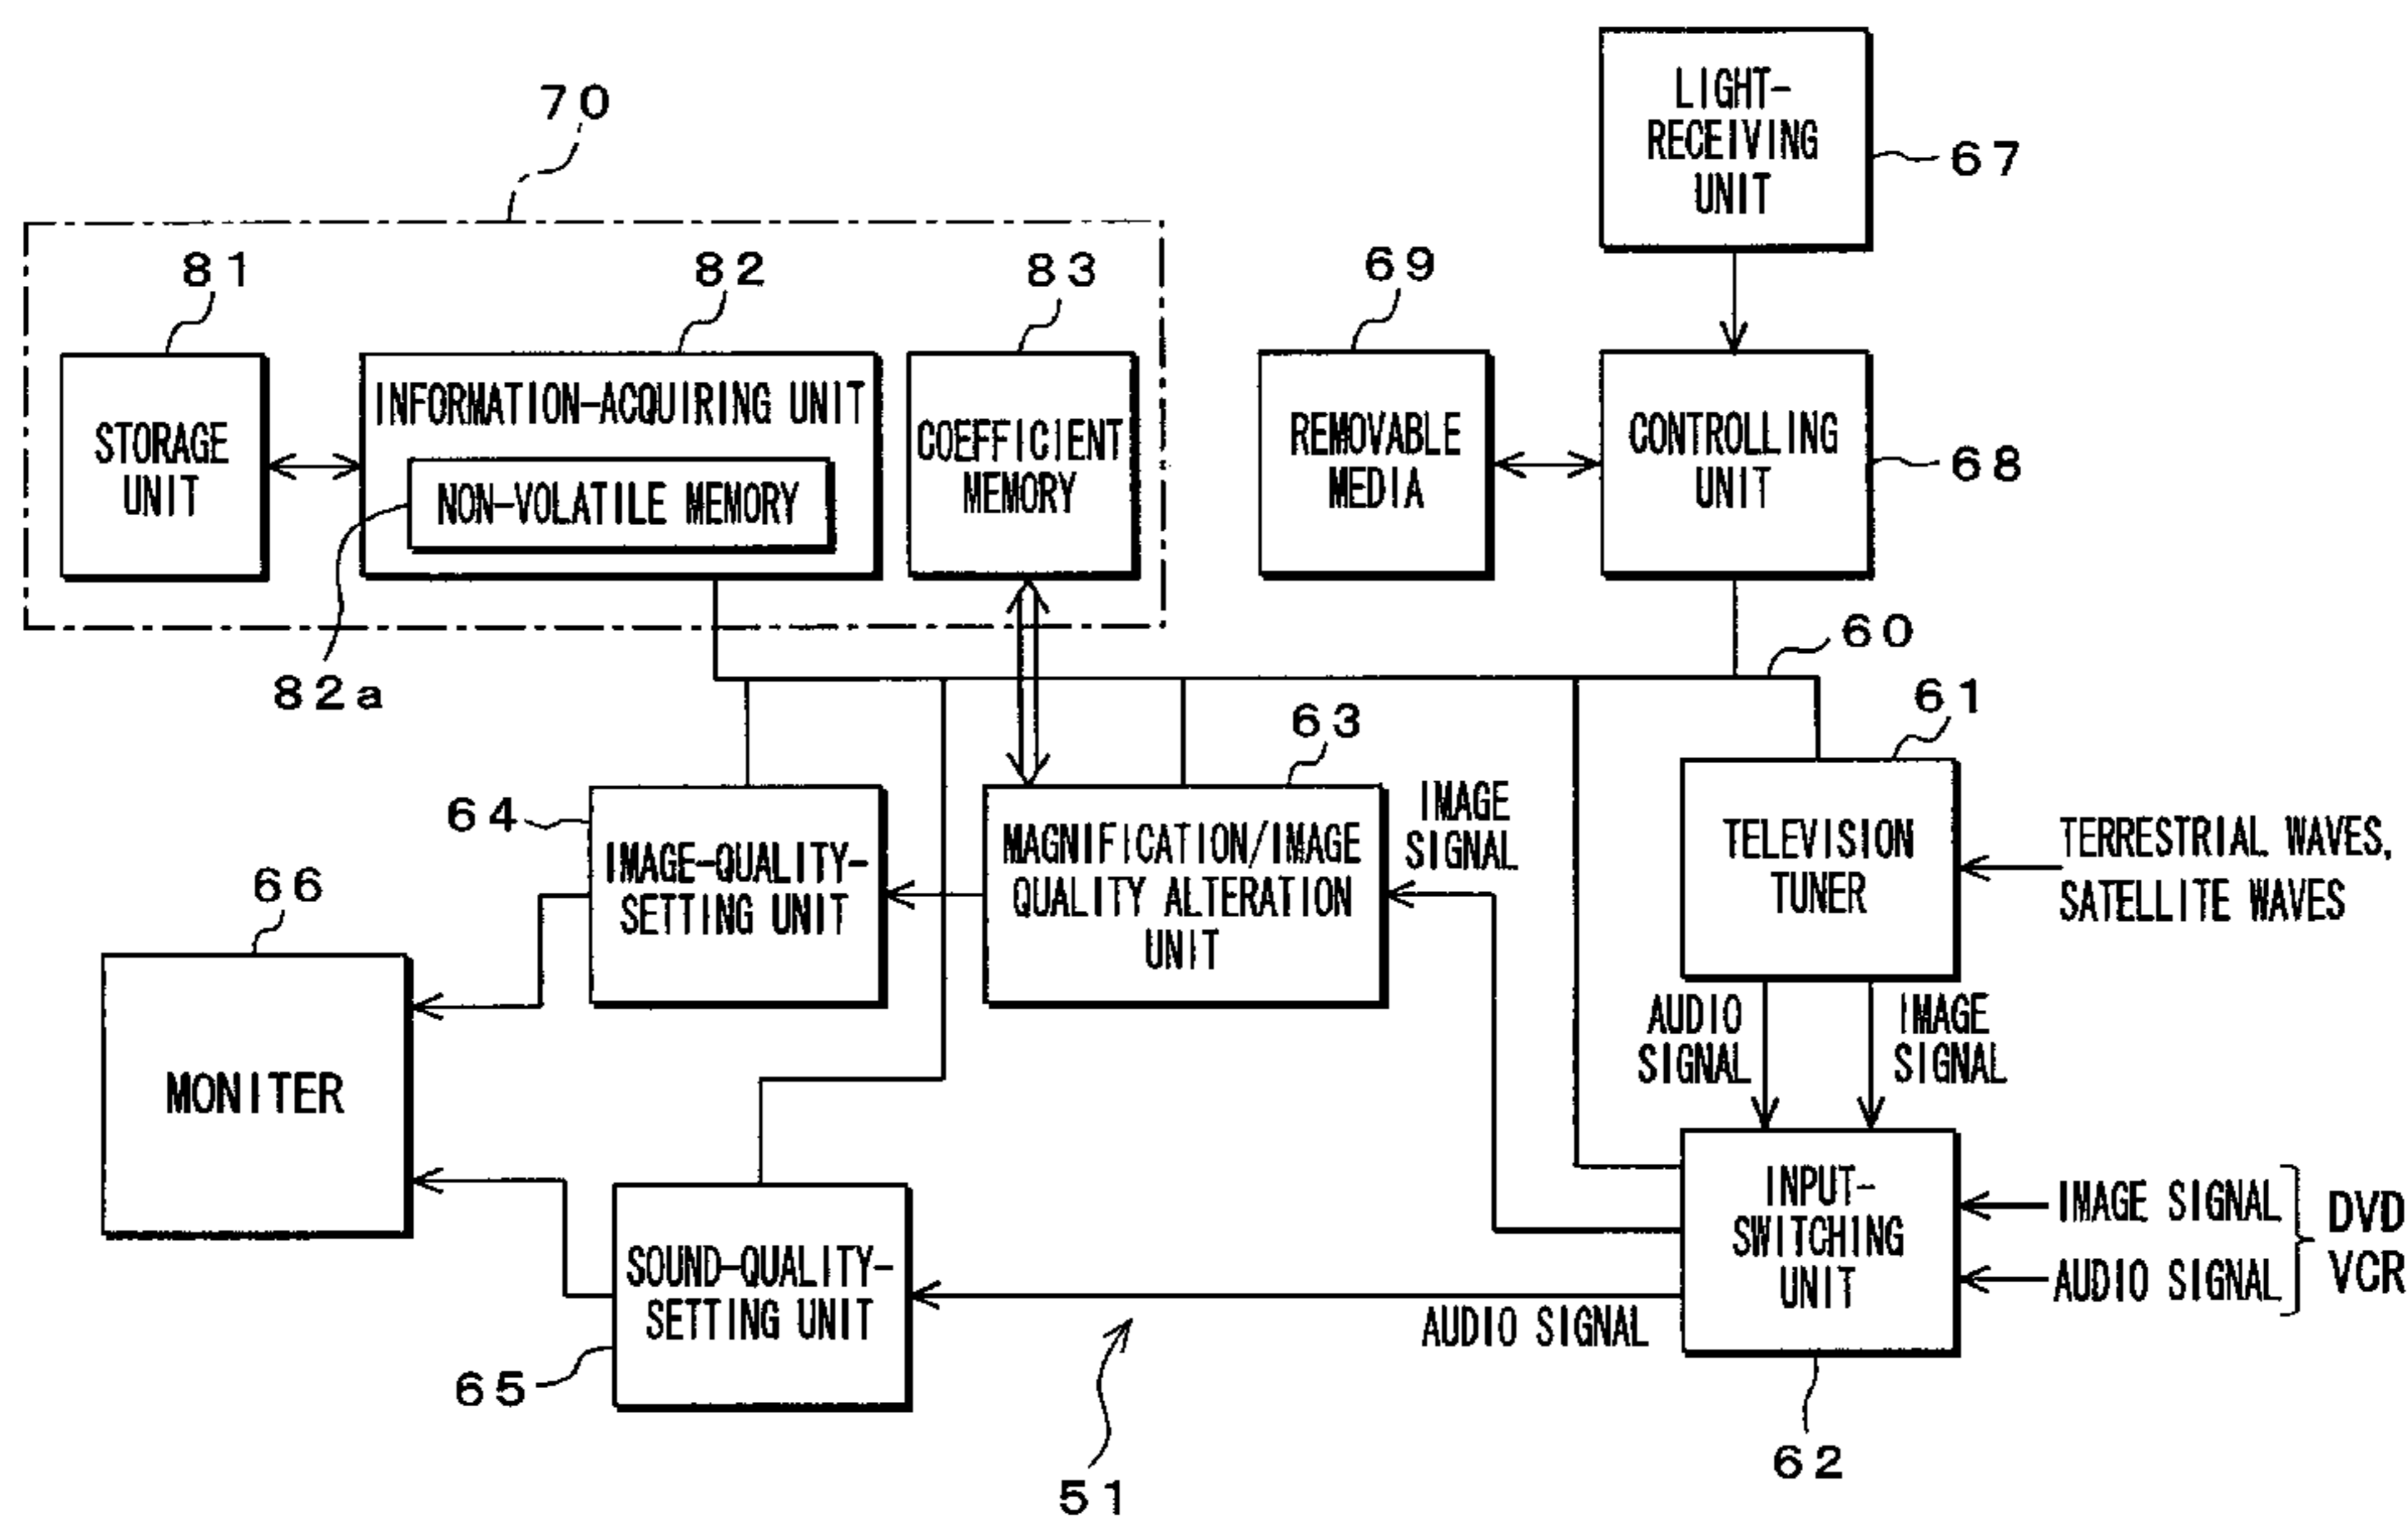 70
LIGHT-
RECEIVING
UNIT
67
81
82
83
69
STORAGE
UNIT
INFORMATION-ACQUIRING UNIT
NON-VOLATILE MEMORY
COEFFICIENT
MEMORY
REMOVABLE
MEDIA
CONTROLLING
UNIT
68
82a
60
61
63
64
IMAGE-QUALITY-
SETTING UNIT
MAGNIFICATION/IMAGE
QUALITY ALTERATION
UNIT
IMAGE
SIGNAL
TELEVISION
TUNER
TERRESTRIAL WAVES,
SATELLITE WAVES
66
MONITER
AUDIO
SIGNAL
IMAGE
SIGNAL
SOUND-QUALITY-
SETTING UNIT
65
AUDIO SIGNAL
INPUT-
SWITCHING
UNIT
IMAGE SIGNAL
AUDIO SIGNAL
DVD
VCR
51
62